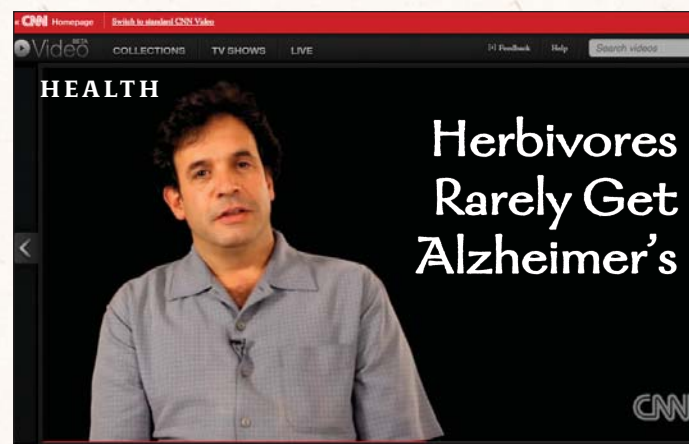 « CNN Homepage Switch to standard CNN Video
Video BETA COLLECTIONS TV SHOWS LIVE [+] Feedback Help Search videos
HEALTH
Herbivores
Rarely Get
Alzheimer's
CNN